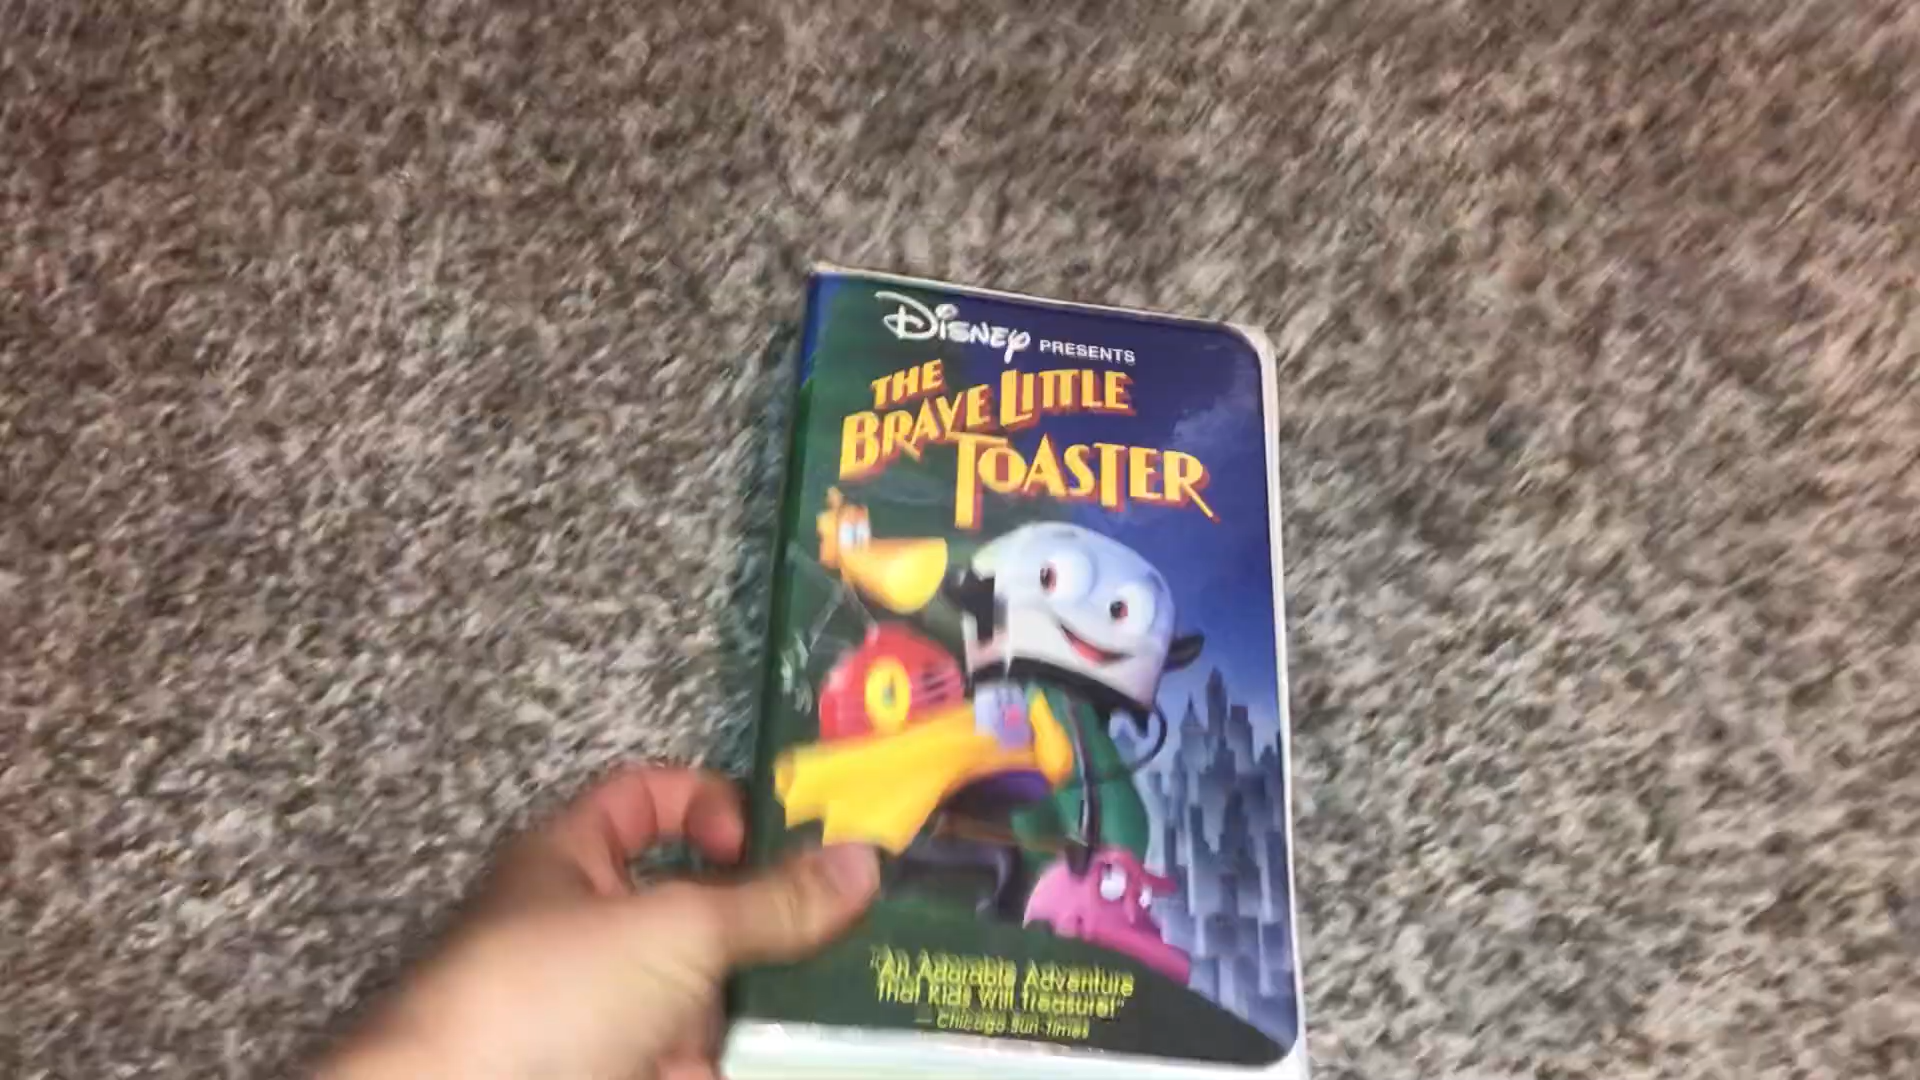 Disney PRESENTS
THE
BRAVE LITTLE
TOASTER
"An Adorable Adventure
That Kids Will Treasure!"
— Chicago Sun-Times